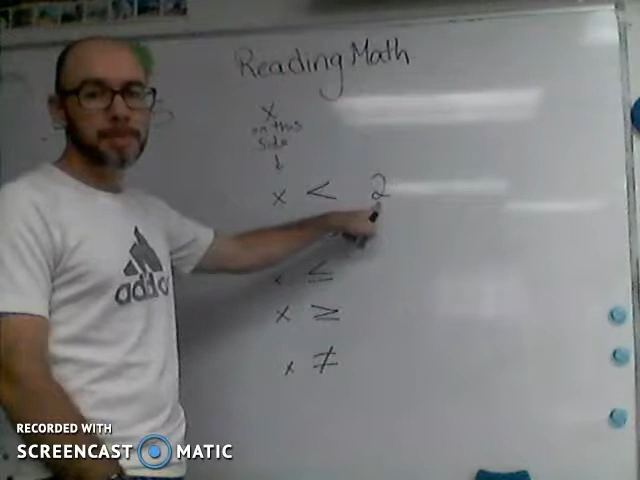 Reading Math
x
on this
side
x < 2
x ≤
x ≥
x ≠
adidas
RECORDED WITH
SCREENCAST MATIC